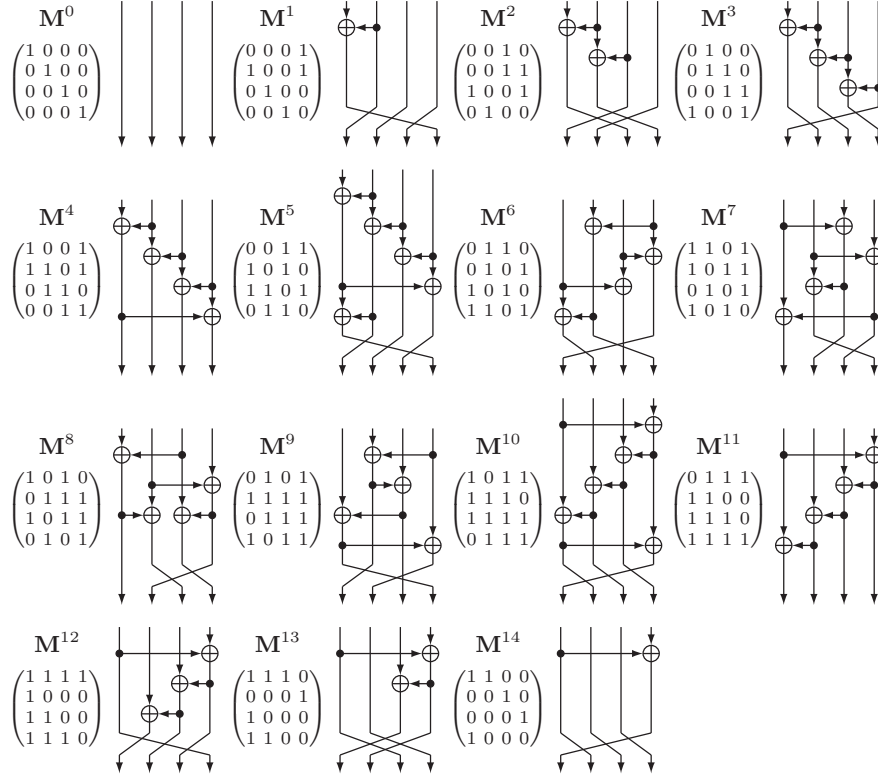 M^0 M^1 M^2 M^3
1 0 0 0 0 0 0 1 0 0 1 0 0 1 0 0
0 1 0 0 1 0 0 1 0 0 1 1 0 1 1 0
0 0 1 0 0 1 0 0 1 0 0 1 0 0 1 1
0 0 0 1 0 0 1 0 0 1 0 0 1 0 0 1
M^4 M^5 M^6 M^7
1 0 0 1 0 0 1 1 0 1 1 0 1 1 0 1
1 1 0 1 1 0 1 0 0 1 0 1 1 0 1 1
0 1 1 0 1 1 0 1 1 0 1 0 0 1 0 1
0 0 1 1 0 1 1 0 1 1 0 1 1 0 1 0
M^8 M^9 M^10 M^11
1 0 1 0 0 1 0 1 1 0 1 1 0 1 1 1
0 1 1 1 1 1 1 1 1 1 1 0 1 1 0 0
1 0 1 1 0 1 1 1 1 1 1 1 1 1 1 0
0 1 0 1 1 0 1 1 0 1 1 1 1 1 1 1
M^12 M^13 M^14
1 1 1 1 1 1 1 0 1 1 0 0
1 0 0 0 0 0 0 1 0 0 1 0
1 1 0 0 1 0 0 0 0 0 0 1
1 1 1 0 1 1 0 0 1 0 0 0